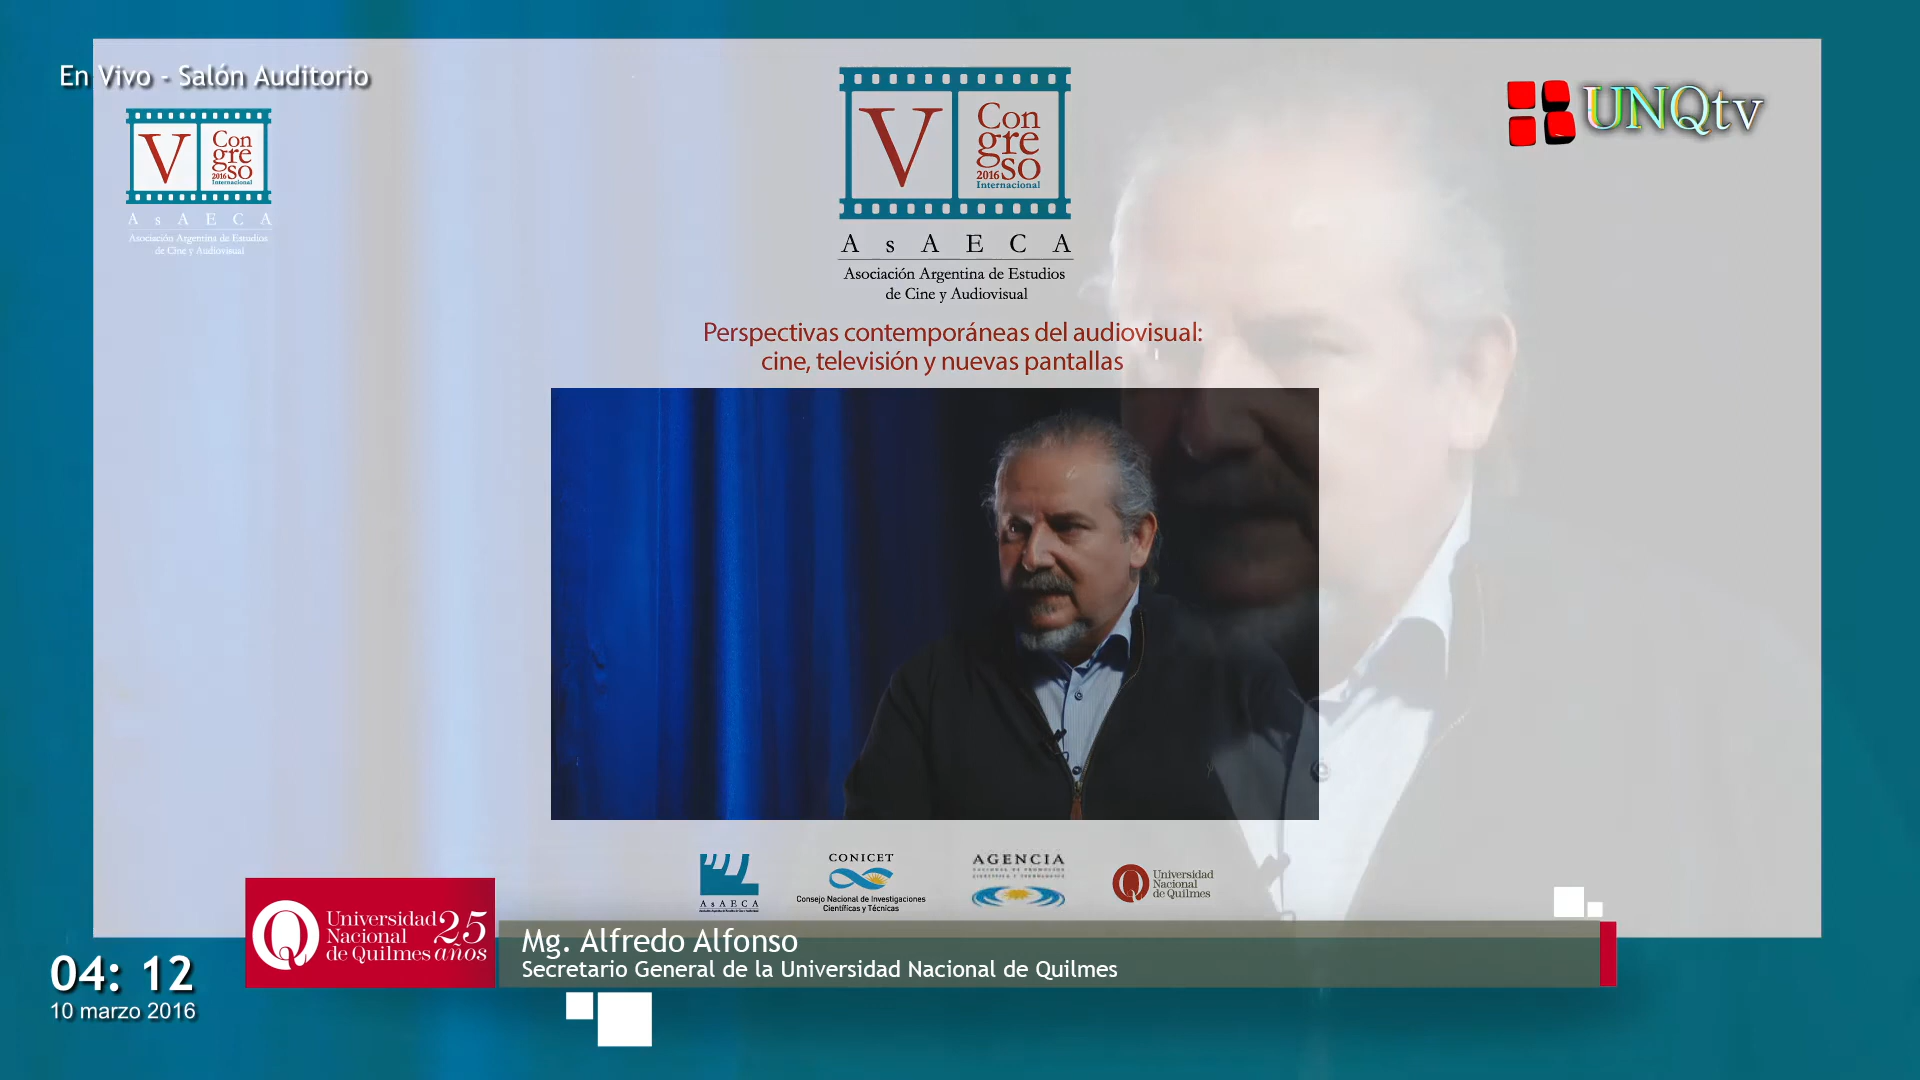 En Vivo - Salón Auditorio
V
Con
gre
2016 so
Internacional
A s A E C A
Asociación Argentina de Estudios
de Cine y Audiovisual
V
Con
gre
2016 so
Internacional
A s A E C A
Asociación Argentina de Estudios
de Cine y Audiovisual
UNQtv
Perspectivas contemporáneas del audiovisual:
cine, televisión y nuevas pantallas
A s A E C A
CONICET
Consejo Nacional de Investigaciones
Científicas y Técnicas
AGENCIA
Universidad
Nacional
de Quilmes
Universidad
Nacional
de Quilmes
25
años
Mg. Alfredo Alfonso
Secretario General de la Universidad Nacional de Quilmes
04: 12
10 marzo 2016